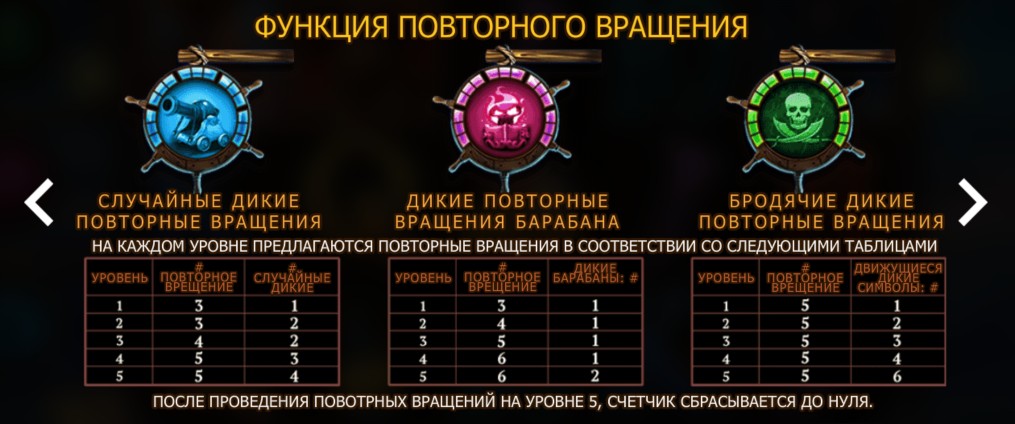 ФУНКЦИЯ ПОВТОРНОГО ВРАЩЕНИЯ
СЛУЧАЙНЫЕ ДИКИЕ
ПОВТОРНЫЕ ВРАЩЕНИЯ
ДИКИЕ ПОВТОРНЫЕ
ВРАЩЕНИЯ БАРАБАНА
БРОДЯЧИЕ ДИКИЕ
ПОВТОРНЫЕ ВРАЩЕНИЯ
НА КАЖДОМ УРОВНЕ ПРЕДЛАГАЮТСЯ ПОВТОРНЫЕ ВРАЩЕНИЯ В СООТВЕТСТВИИ СО СЛЕДУЮЩИМИ ТАБЛИЦАМИ
УРОВЕНЬ # ПОВТОРНОЕ ВРЕЩЕНИЕ # СЛУЧАЙНЫЕ ДИКИЕ
1 3 1
2 3 2
3 4 2
4 5 3
5 5 4
УРОВЕНЬ # ПОВТОРНОЕ ВРЕЩЕНИЕ ДИКИЕ БАРАБАНЫ: #
1 3 1
2 4 1
3 5 1
4 6 1
5 6 2
УРОВЕНЬ # ПОВТОРНОЕ ВРЕЩЕНИЕ ДВИЖУЩИЕСЯ ДИКИЕ СИМВОЛЫ: #
1 5 1
2 5 2
3 5 3
4 5 4
5 5 6
ПОСЛЕ ПРОВЕДЕНИЯ ПОВОТРНЫХ ВРАЩЕНИЙ НА УРОВНЕ 5, СЧЕТЧИК СБРАСЫВАЕТСЯ ДО НУЛЯ.